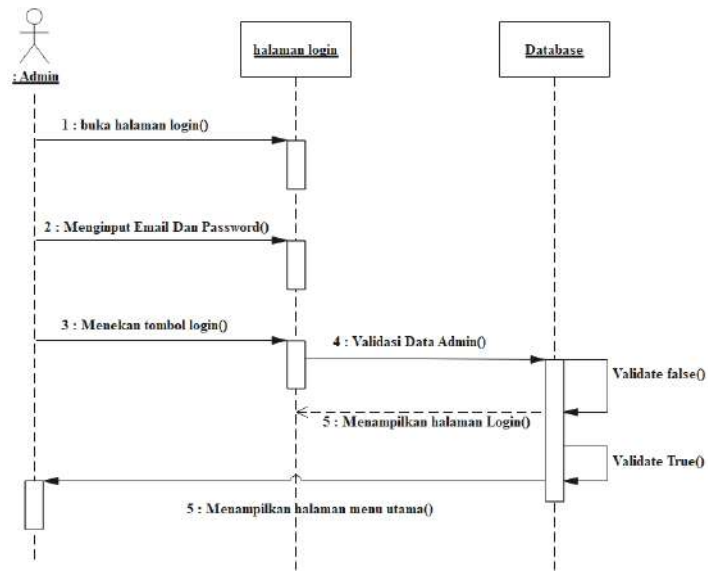 : Admin
halaman login
Database
1 : buka halaman login()
2 : Menginput Email Dan Password()
3 : Menekan tombol login()
4 : Validasi Data Admin()
Validate false()
5 : Menampilkan halaman Login()
Validate True()
5 : Menampilkan halaman menu utama()